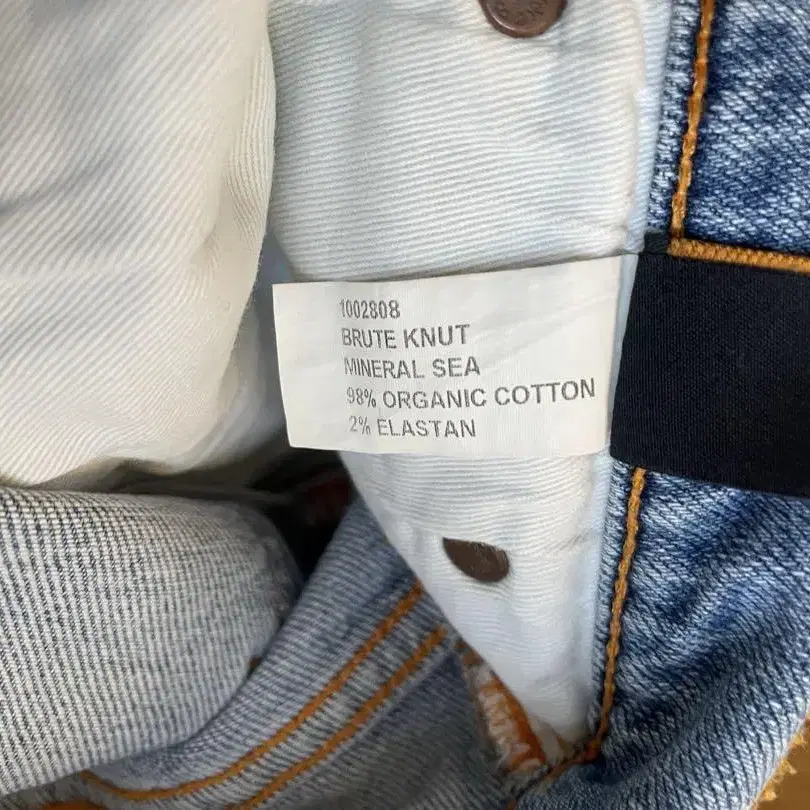 1002808
BRUTE KNUT
MINERAL SEA
98% ORGANIC COTTON
2% ELASTAN